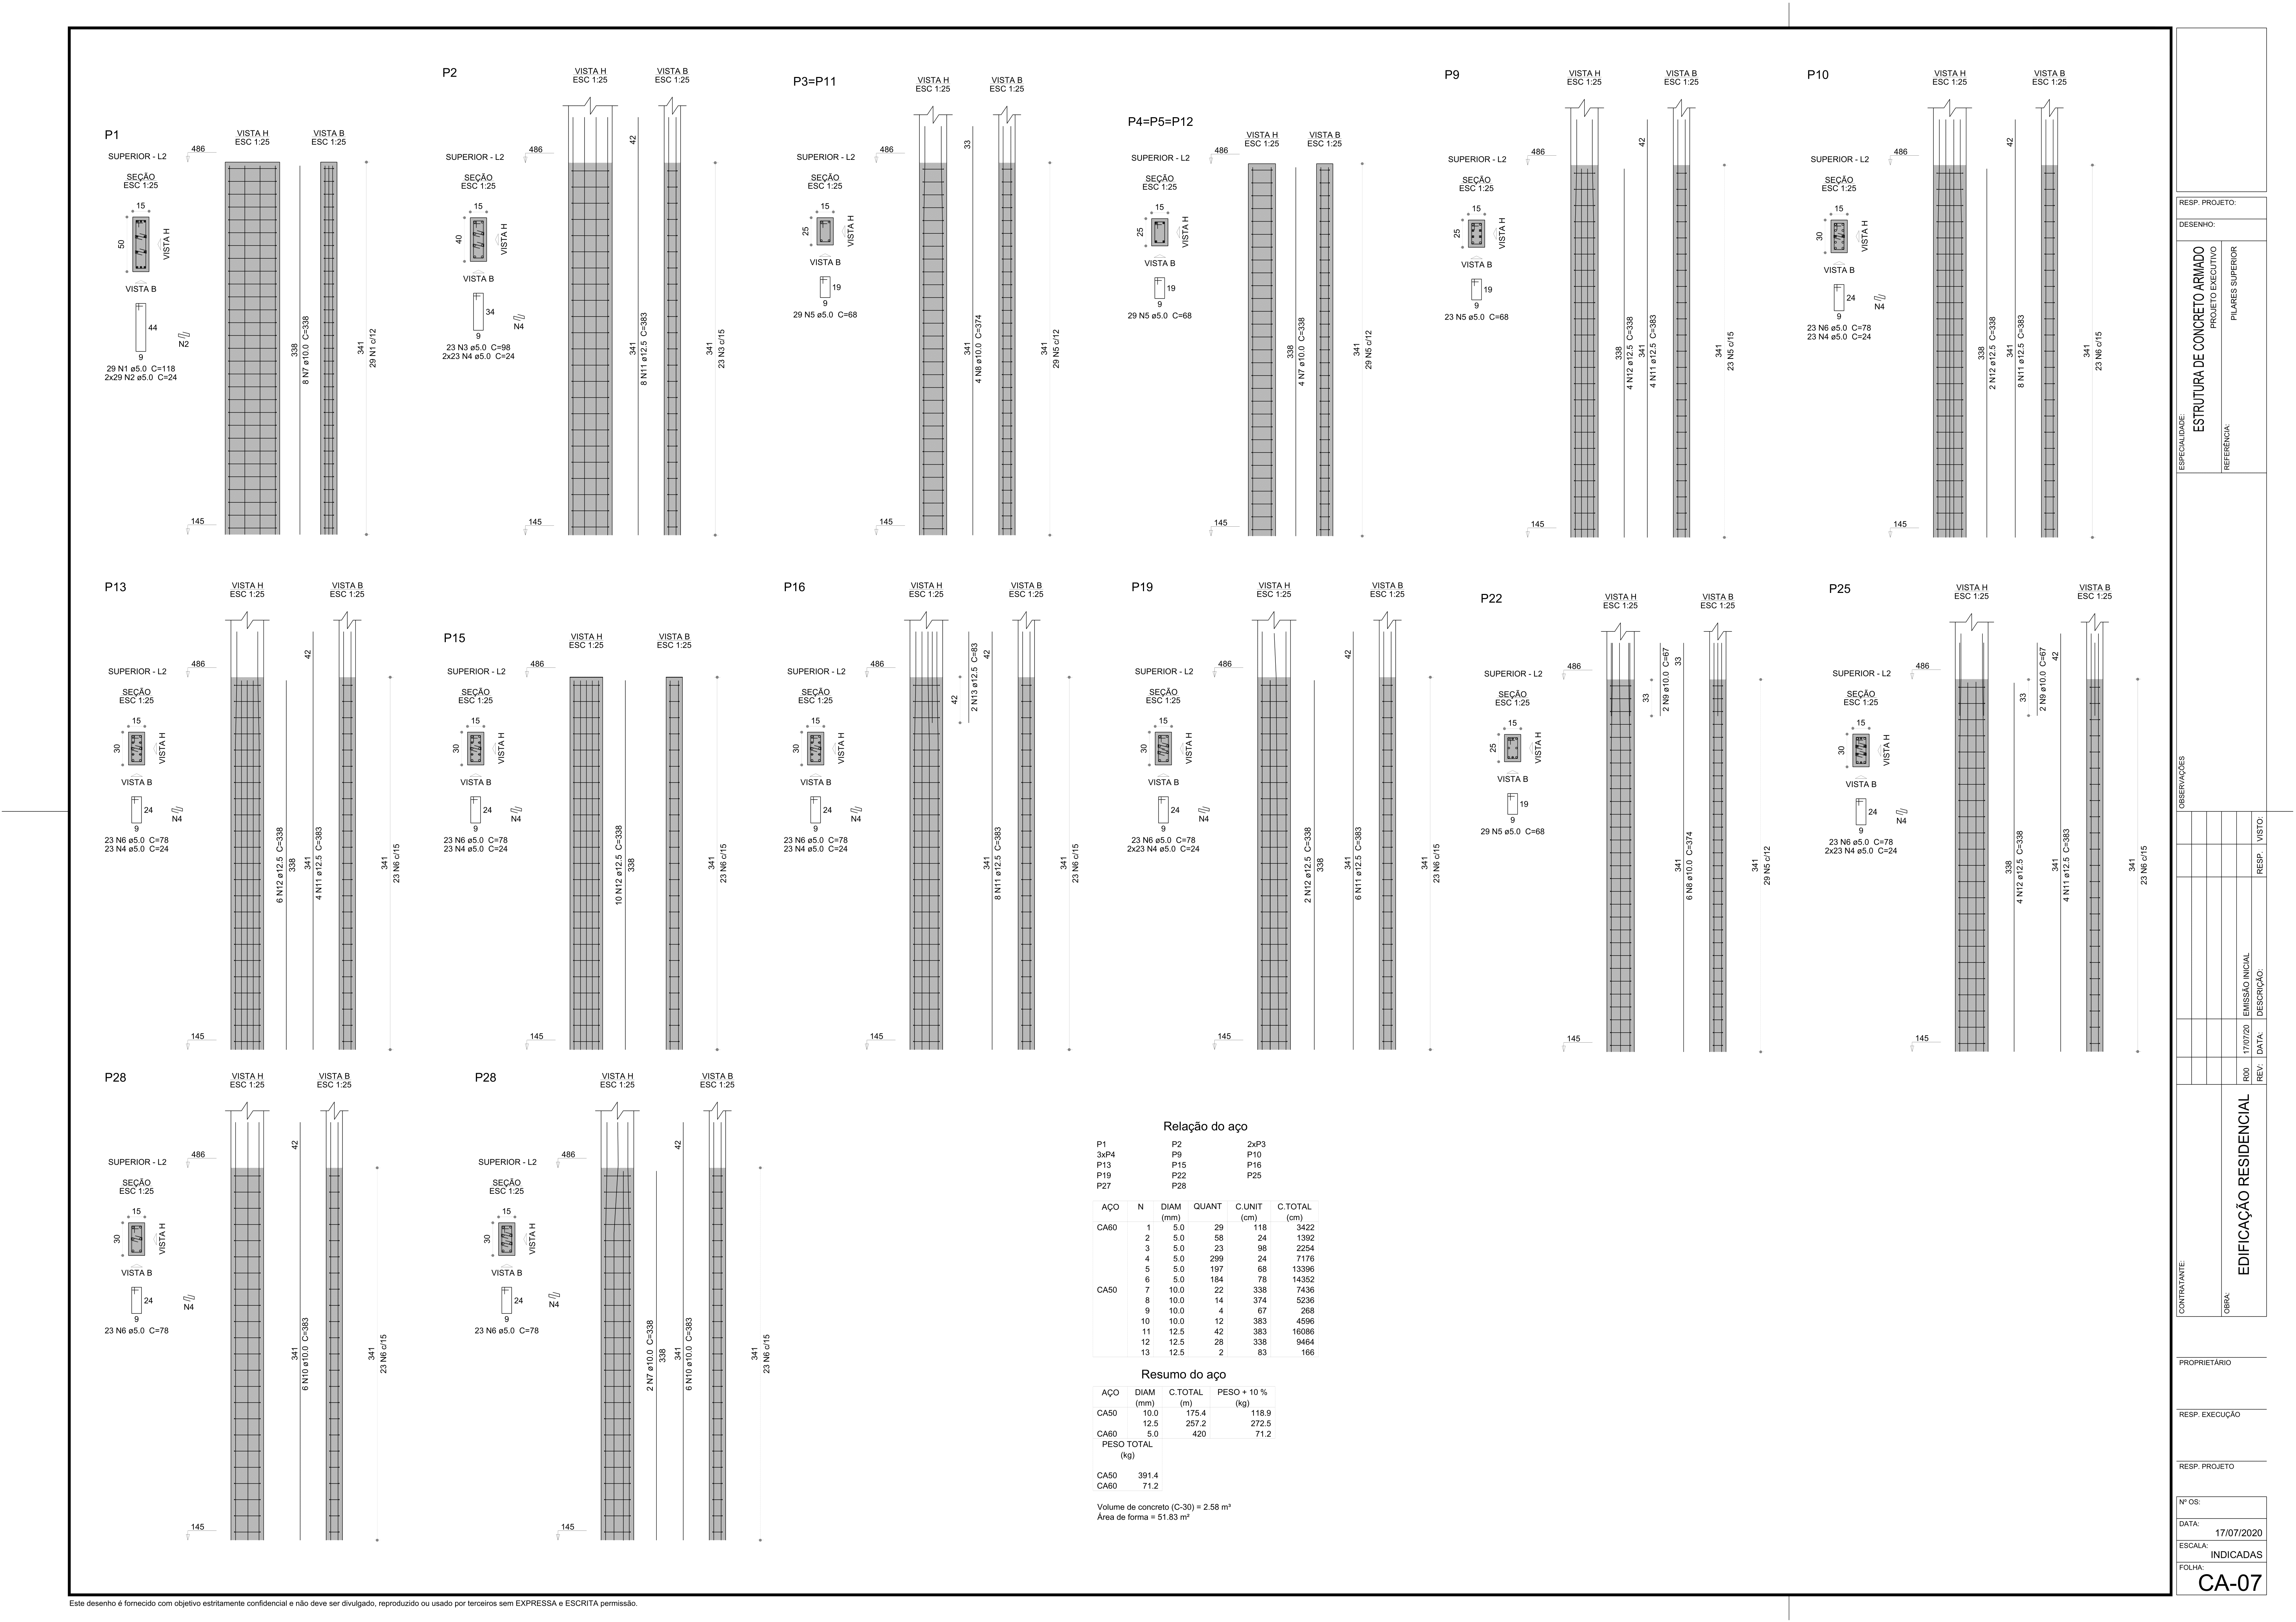 P1
VISTA H
ESC 1:25
VISTA B
ESC 1:25
SUPERIOR - L2
486
SEÇÃO
ESC 1:25
15
50
VISTA H
VISTA B
44
9
N2
29 N1 ø5.0 C=118
2x29 N2 ø5.0 C=24
338
8 N7 ø10.0 C=338
341
29 N1 c/12
145
P2
VISTA H
ESC 1:25
VISTA B
ESC 1:25
SUPERIOR - L2
486
42
SEÇÃO
ESC 1:25
15
40
VISTA H
VISTA B
34
9
N4
23 N3 ø5.0 C=98
2x23 N4 ø5.0 C=24
341
8 N11 ø12.5 C=383
341
23 N3 c/15
145
P3=P11
VISTA H
ESC 1:25
VISTA B
ESC 1:25
SUPERIOR - L2
486
33
SEÇÃO
ESC 1:25
15
25
VISTA H
VISTA B
19
9
29 N5 ø5.0 C=68
341
4 N8 ø10.0 C=374
341
29 N5 c/12
145
P4=P5=P12
VISTA H
ESC 1:25
VISTA B
ESC 1:25
SUPERIOR - L2
486
SEÇÃO
ESC 1:25
15
25
VISTA H
VISTA B
19
9
29 N5 ø5.0 C=68
338
4 N7 ø10.0 C=338
341
29 N5 c/12
145
P9
VISTA H
ESC 1:25
VISTA B
ESC 1:25
SUPERIOR - L2
486
42
SEÇÃO
ESC 1:25
15
25
VISTA H
VISTA B
19
9
23 N5 ø5.0 C=68
338
4 N12 ø12.5 C=338
341
4 N11 ø12.5 C=383
341
23 N5 c/15
145
P10
VISTA H
ESC 1:25
VISTA B
ESC 1:25
SUPERIOR - L2
486
42
SEÇÃO
ESC 1:25
15
30
VISTA H
VISTA B
24
9
N4
23 N6 ø5.0 C=78
23 N4 ø5.0 C=24
338
2 N12 ø12.5 C=338
341
8 N11 ø12.5 C=383
341
23 N6 c/15
145
P13
VISTA H
ESC 1:25
VISTA B
ESC 1:25
SUPERIOR - L2
486
42
SEÇÃO
ESC 1:25
15
30
VISTA H
VISTA B
24
9
N4
23 N6 ø5.0 C=78
23 N4 ø5.0 C=24
6 N12 ø12.5 C=338
338
341
4 N11 ø12.5 C=383
341
23 N6 c/15
145
P15
VISTA H
ESC 1:25
VISTA B
ESC 1:25
SUPERIOR - L2
486
SEÇÃO
ESC 1:25
15
30
VISTA H
VISTA B
24
9
N4
23 N6 ø5.0 C=78
23 N4 ø5.0 C=24
10 N12 ø12.5 C=338
338
341
23 N6 c/15
145
P16
VISTA H
ESC 1:25
VISTA B
ESC 1:25
SUPERIOR - L2
486
42
2 N13 ø12.5 C=83
42
SEÇÃO
ESC 1:25
15
30
VISTA H
VISTA B
24
9
N4
23 N6 ø5.0 C=78
23 N4 ø5.0 C=24
341
8 N11 ø12.5 C=383
341
23 N6 c/15
145
P19
VISTA H
ESC 1:25
VISTA B
ESC 1:25
SUPERIOR - L2
486
42
SEÇÃO
ESC 1:25
15
30
VISTA H
VISTA B
24
9
N4
23 N6 ø5.0 C=78
2x23 N4 ø5.0 C=24
2 N12 ø12.5 C=338
338
341
6 N11 ø12.5 C=383
341
23 N6 c/15
145
P22
VISTA H
ESC 1:25
VISTA B
ESC 1:25
SUPERIOR - L2
486
33
2 N9 ø10.0 C=67
33
SEÇÃO
ESC 1:25
15
25
VISTA H
VISTA B
19
9
29 N5 ø5.0 C=68
341
6 N8 ø10.0 C=374
341
29 N5 c/12
145
P25
VISTA H
ESC 1:25
VISTA B
ESC 1:25
SUPERIOR - L2
486
33
2 N9 ø10.0 C=67
42
SEÇÃO
ESC 1:25
15
30
VISTA H
VISTA B
24
9
N4
23 N6 ø5.0 C=78
2x23 N4 ø5.0 C=24
338
4 N12 ø12.5 C=338
341
4 N11 ø12.5 C=383
341
23 N6 c/15
145
P28
VISTA H
ESC 1:25
VISTA B
ESC 1:25
SUPERIOR - L2
486
42
SEÇÃO
ESC 1:25
15
30
VISTA H
VISTA B
24
9
N4
23 N6 ø5.0 C=78
341
6 N10 ø10.0 C=383
341
23 N6 c/15
145
P28
VISTA H
ESC 1:25
VISTA B
ESC 1:25
SUPERIOR - L2
486
42
SEÇÃO
ESC 1:25
15
30
VISTA H
VISTA B
24
9
N4
23 N6 ø5.0 C=78
2 N7 ø10.0 C=338
338
341
6 N10 ø10.0 C=383
341
23 N6 c/15
145
Relação do aço
P1 P2 2xP3
3xP4 P9 P10
P13 P15 P16
P19 P22 P25
P27 P28
AÇO N DIAM QUANT C.UNIT C.TOTAL
(mm) (cm) (cm)
CA60 1 5.0 29 118 3422
2 5.0 58 24 1392
3 5.0 23 98 2254
4 5.0 299 24 7176
5 5.0 197 68 13396
6 5.0 184 78 14352
CA50 7 10.0 22 338 7436
8 10.0 14 374 5236
9 10.0 4 67 268
10 10.0 12 383 4596
11 12.5 42 383 16086
12 12.5 28 338 9464
13 12.5 2 83 166
Resumo do aço
AÇO DIAM C.TOTAL PESO + 10 %
(mm) (m) (kg)
CA50 10.0 175.4 118.9
12.5 257.2 272.5
CA60 5.0 420 71.2
PESO TOTAL
(kg)
CA50 391.4
CA60 71.2
Volume de concreto (C-30) = 2.58 m³
Área de forma = 51.83 m²
RESP. PROJETO:
DESENHO:
ESPECIALIDADE:
ESTRUTURA DE CONCRETO ARMADO
PROJETO EXECUTIVO
REFERÊNCIA:
PILARES SUPERIOR
OBSERVAÇÕES
R00 17/07/20 EMISSÃO INICIAL
REV: DATA: DESCRIÇÃO: RESP. VISTO:
CONTRATANTE:
OBRA:
EDIFICAÇÃO RESIDENCIAL
PROPRIETÁRIO
RESP. EXECUÇÃO
RESP. PROJETO
Nº OS:
DATA:
17/07/2020
ESCALA:
INDICADAS
FOLHA:
CA-07
Este desenho é fornecido com objetivo estritamente confidencial e não deve ser divulgado, reproduzido ou usado por terceiros sem EXPRESSA e ESCRITA permissão.